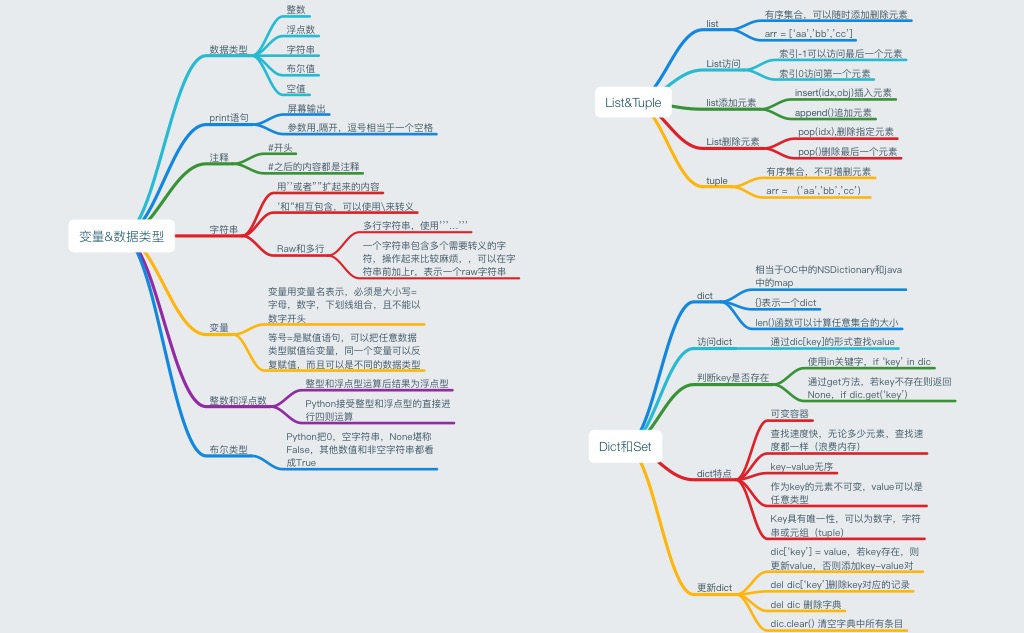 变量&数据类型
数据类型
整数
浮点数
字符串
布尔值
空值
print语句
屏幕输出
参数用,隔开，逗号相当于一个空格
注释
#开头
#之后的内容都是注释
字符串
用''或者""扩起来的内容
'和"相互包含，可以使用\来转义
Raw和多行
多行字符串，使用'''...'''
一个字符串包含多个需要转义的字
符，操作起来比较麻烦，，可以在字
符串前加上r，表示一个raw字符串
变量
变量用变量名表示，必须是大小写=
字母，数字，下划线组合，且不能以
数字开头
等号=是赋值语句，可以把任意数据
类型赋值给变量，同一个变量可以反
复赋值，而且可以是不同的数据类型
整数和浮点数
整型和浮点型运算后结果为浮点型
Python接受整型和浮点型的直接进
行四则运算
布尔类型
Python把0，空字符串，None堪称
False，其他数值和非空字符串都看
成True
List&Tuple
list
有序集合，可以随时添加删除元素
arr = ['aa','bb','cc']
List访问
索引-1可以访问最后一个元素
索引0访问第一个元素
list添加元素
insert(idx,obj)插入元素
append()追加元素
List删除元素
pop(idx),删除指定元素
pop()删除最后一个元素
tuple
有序集合，不可增删元素
arr = （'aa','bb','cc'）
Dict和Set
dict
相当于OC中的NSDictionary和java
中的map
{}表示一个dict
len()函数可以计算任意集合的大小
访问dict
通过dic[key]的形式查找value
判断key是否存在
使用in关键字，if 'key' in dic
通过get方法，若key不存在则返回
None，if dic.get('key')
dict特点
可变容器
查找速度快，无论多少元素，查找速
度都一样（浪费内存）
key-value无序
作为key的元素不可变，value可以是
任意类型
Key具有唯一性，可以为数字，字符
串或元组（tuple）
更新dict
dic['key'] = value，若key存在，则
更新value，否则添加key-value对
del dic['key']删除key对应的记录
del dic 删除字典
dic.clear() 清空字典中所有条目